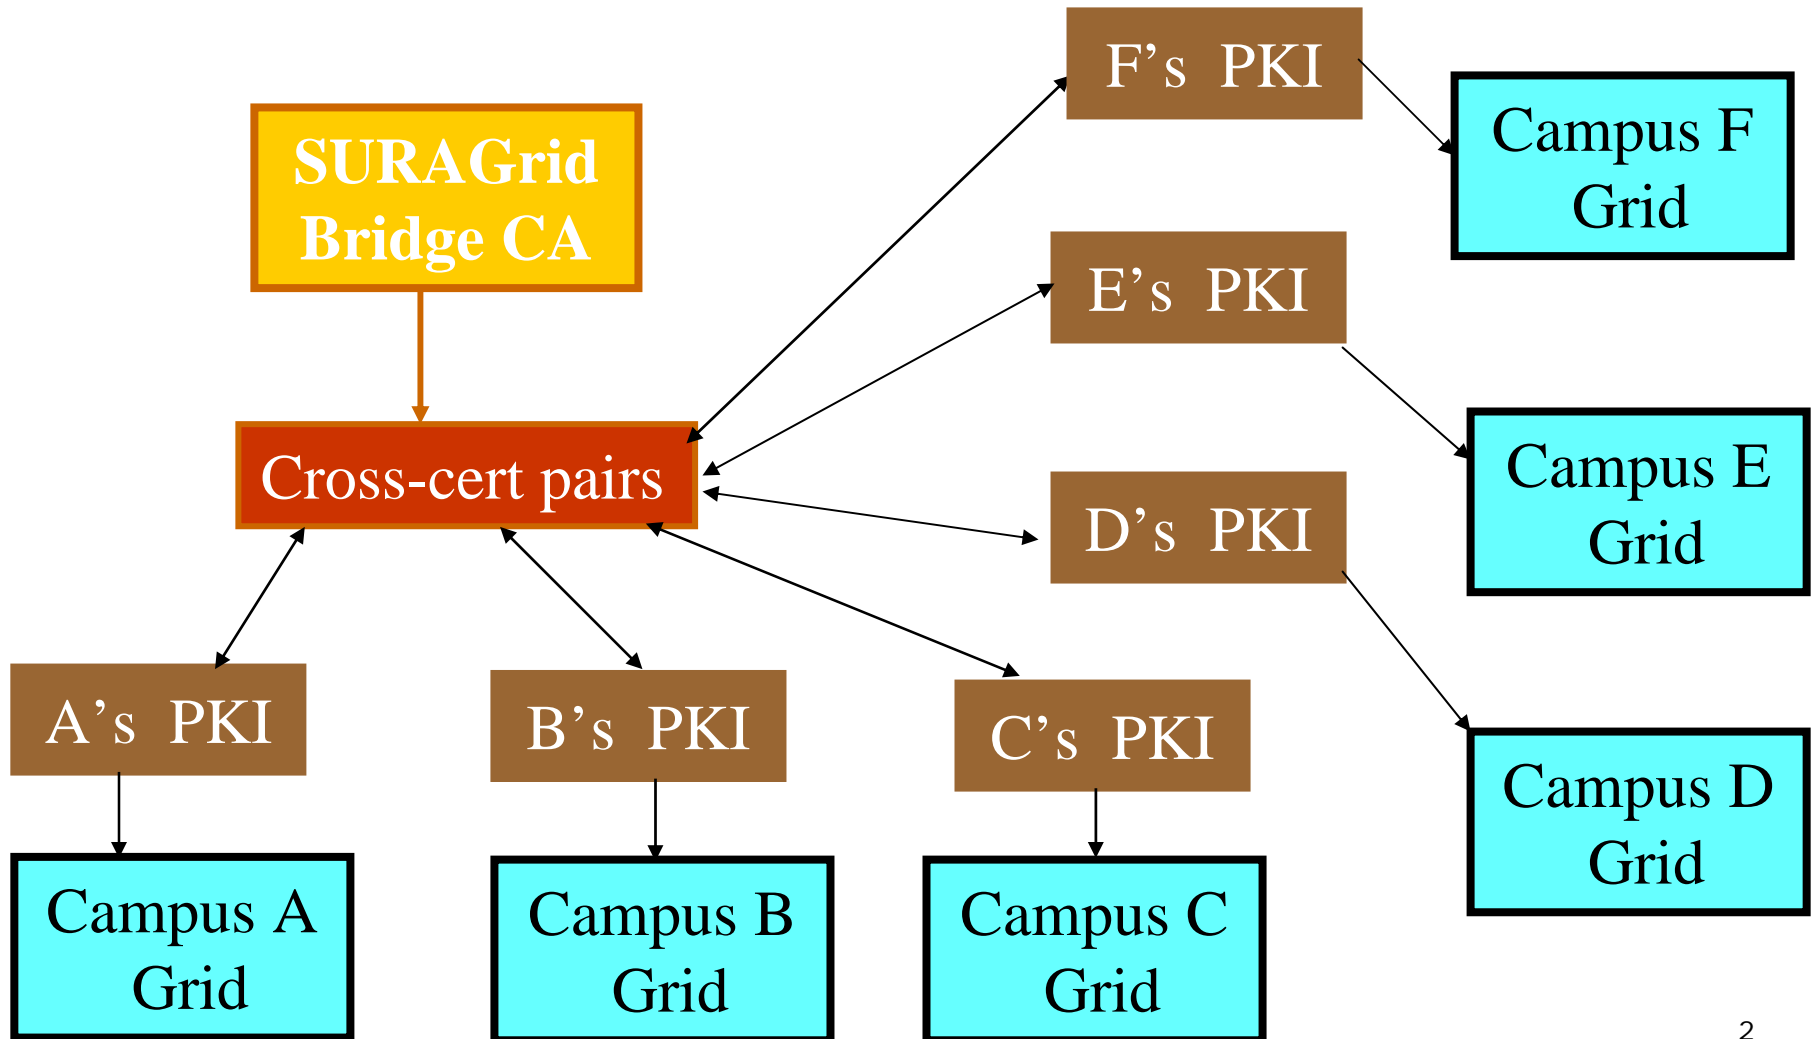 F’s PKI
Campus F
Grid
SURAGrid
Bridge CA
E’s PKI
Cross-cert pairs
Campus E
Grid
D’s PKI
A’s PKI
B’s PKI
C’s PKI
Campus D
Grid
Campus A
Grid
Campus B
Grid
Campus C
Grid
2